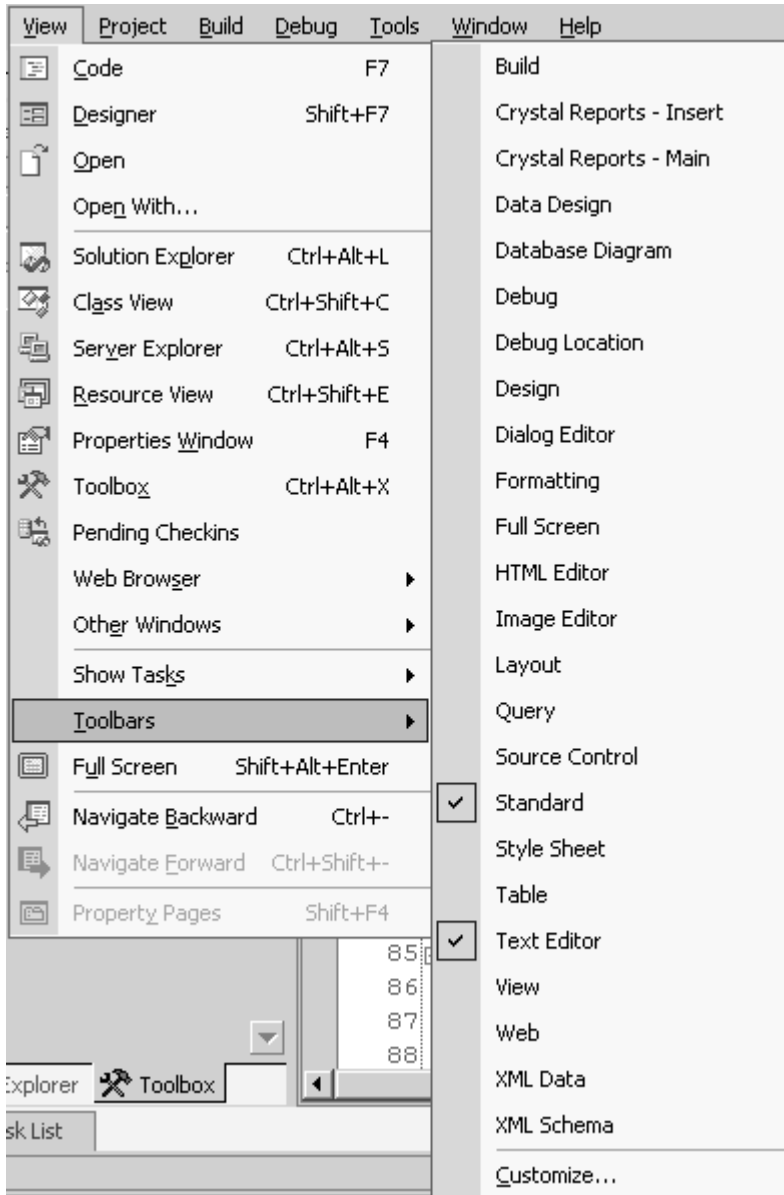 View Project Build Debug Tools Window Help
Code F7
Designer Shift+F7
Open
Open With...
Solution Explorer Ctrl+Alt+L
Class View Ctrl+Shift+C
Server Explorer Ctrl+Alt+S
Resource View Ctrl+Shift+E
Properties Window F4
Toolbox Ctrl+Alt+X
Pending Checkins
Web Browser
Other Windows
Show Tasks
Toolbars
Full Screen Shift+Alt+Enter
Navigate Backward Ctrl+-
Navigate Forward Ctrl+Shift+-
Property Pages Shift+F4
Build
Crystal Reports - Insert
Crystal Reports - Main
Data Design
Database Diagram
Debug
Debug Location
Design
Dialog Editor
Formatting
Full Screen
HTML Editor
Image Editor
Layout
Query
Source Control
Standard
Style Sheet
Table
Text Editor
View
Web
XML Data
XML Schema
Customize...
85
86
87
88
Explorer Toolbox
sk List